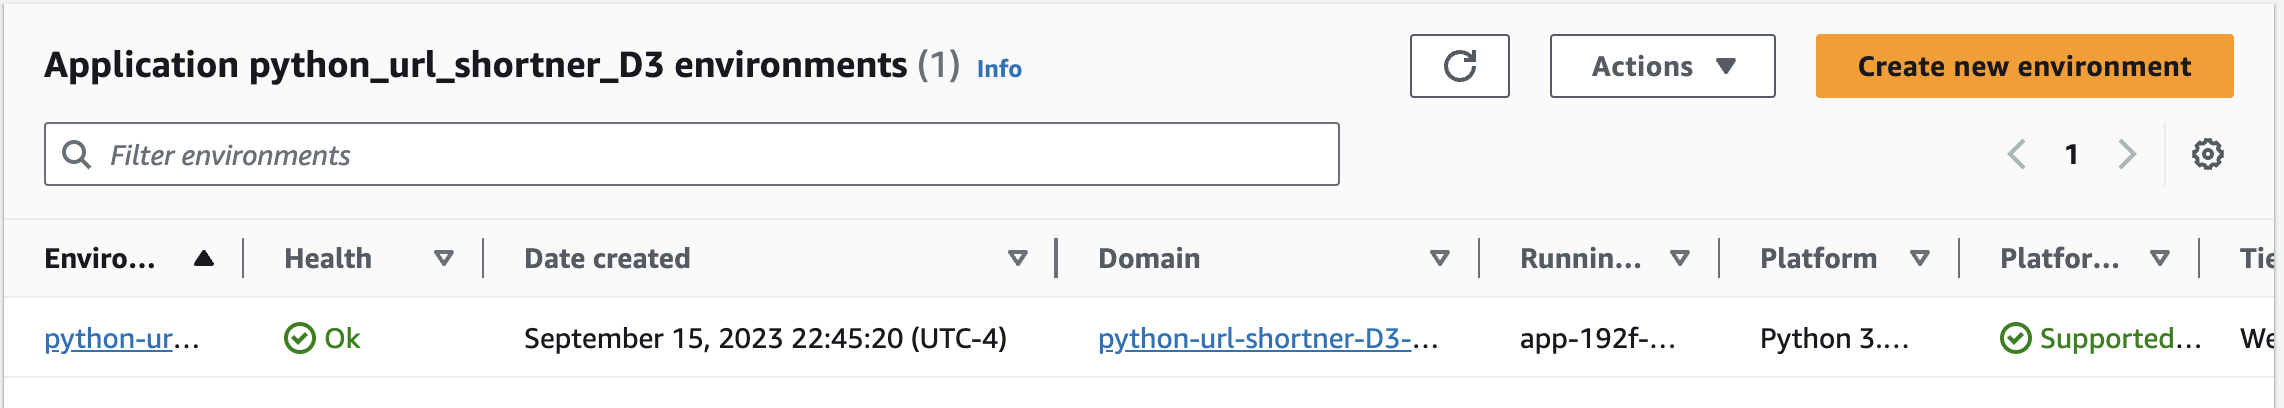 Application python_url_shortner_D3 environments (1) Info
Actions
Create new environment
Filter environments
1
Enviro... Health Date created Domain Runnin... Platform Platfor... Tie
python-ur... Ok September 15, 2023 22:45:20 (UTC-4) python-url-shortner-D3-... app-192f-... Python 3.... Supported... We